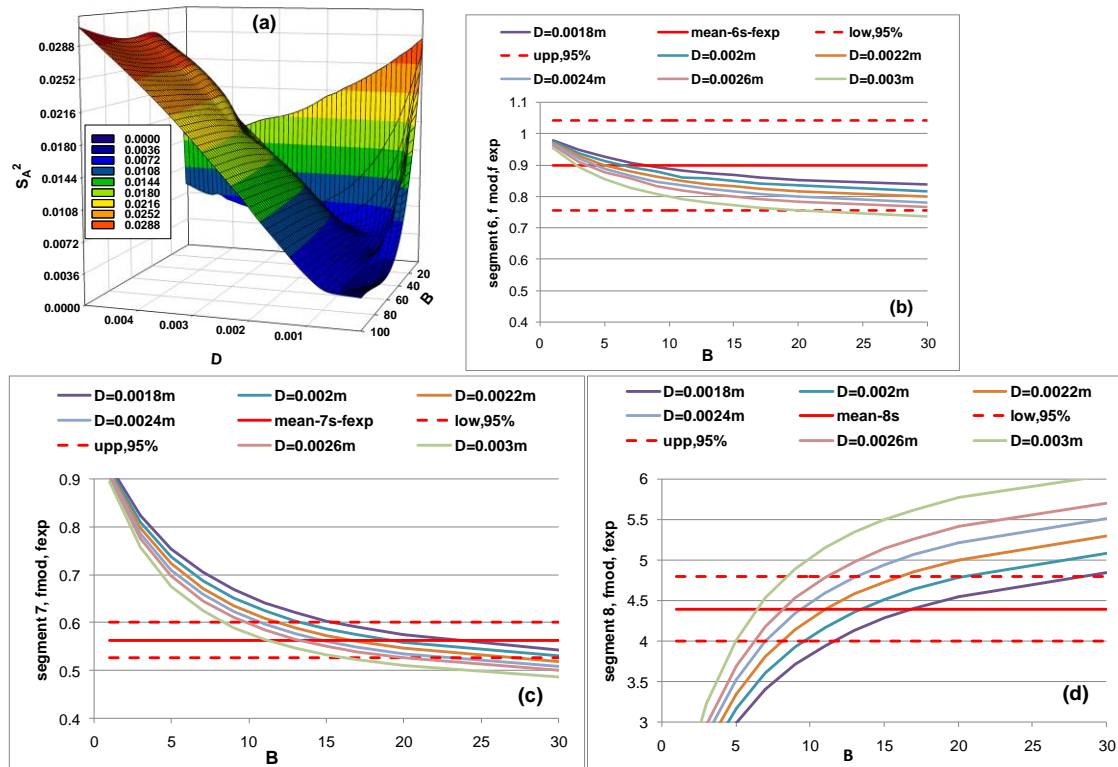 (a)
0.0288
0.0252
0.0216
0.0180
0.0144
0.0108
0.0072
0.0036
0.0000
S_A^2
0.0000
0.0036
0.0072
0.0108
0.0144
0.0180
0.0216
0.0252
0.0288
0.004
0.003
0.002
0.001
D
20
40
60
80
100
B
D=0.0018m mean-6s-fexp low,95%
upp,95% D=0.002m D=0.0022m
D=0.0024m D=0.0026m D=0.003m
segment 6, f mod,f exp
1.1
1
0.9
0.8
0.7
0.6
0.5
0.4
0 5 10 15 20 25 30
B
(b)
D=0.0018m D=0.002m D=0.0022m
D=0.0024m mean-7s-fexp low,95%
upp,95% D=0.0026m D=0.003m
segment 7, fmod, fexp
0.9
0.8
0.7
0.6
0.5
0.4
0 5 10 15 20 25 30
B
(c)
D=0.0018m D=0.002m D=0.0022m
D=0.0024m mean-8s low,95%
upp,95% D=0.0026m D=0.003m
segment 8, fmod, fexp
6
5.5
5
4.5
4
3.5
3
0 5 10 15 20 25 30
B
(d)